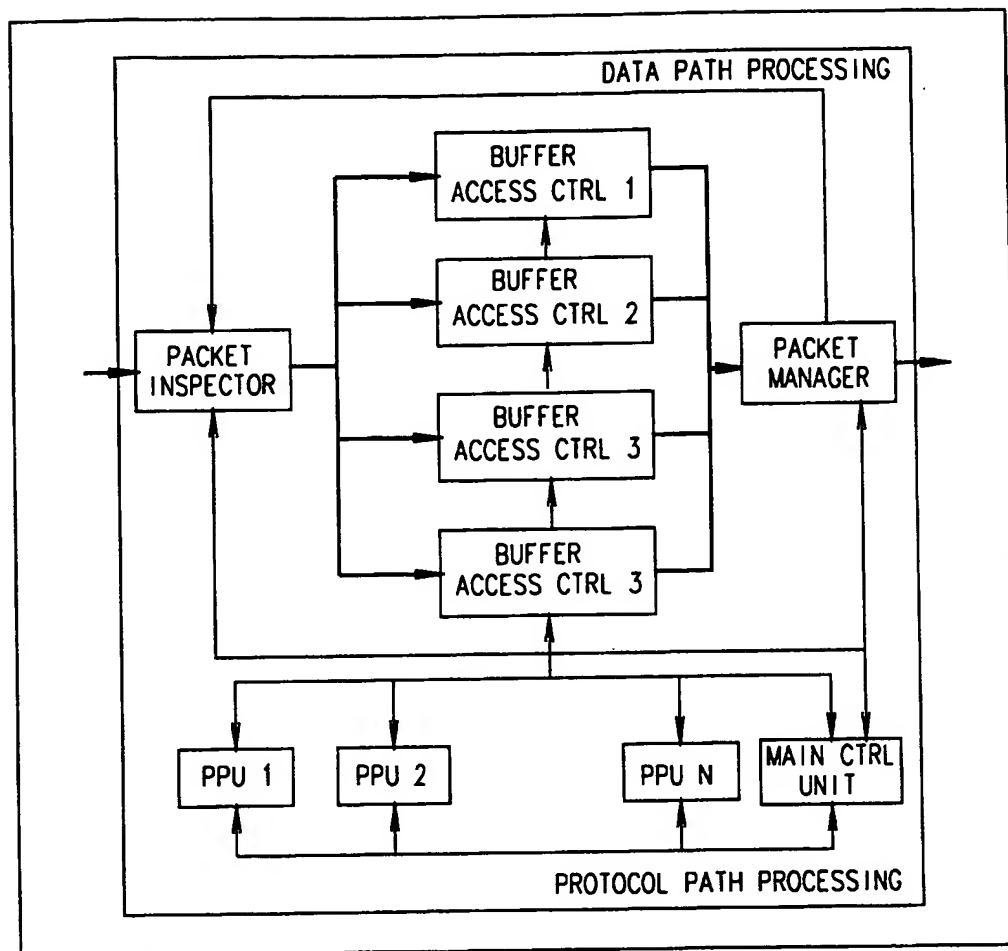 DATA PATH PROCESSING
BUFFER
ACCESS CTRL 1
BUFFER
ACCESS CTRL 2
PACKET
INSPECTOR
PACKET
MANAGER
BUFFER
ACCESS CTRL 3
BUFFER
ACCESS CTRL 3
PPU 1
PPU 2
PPU N
MAIN CTRL
UNIT
PROTOCOL PATH PROCESSING